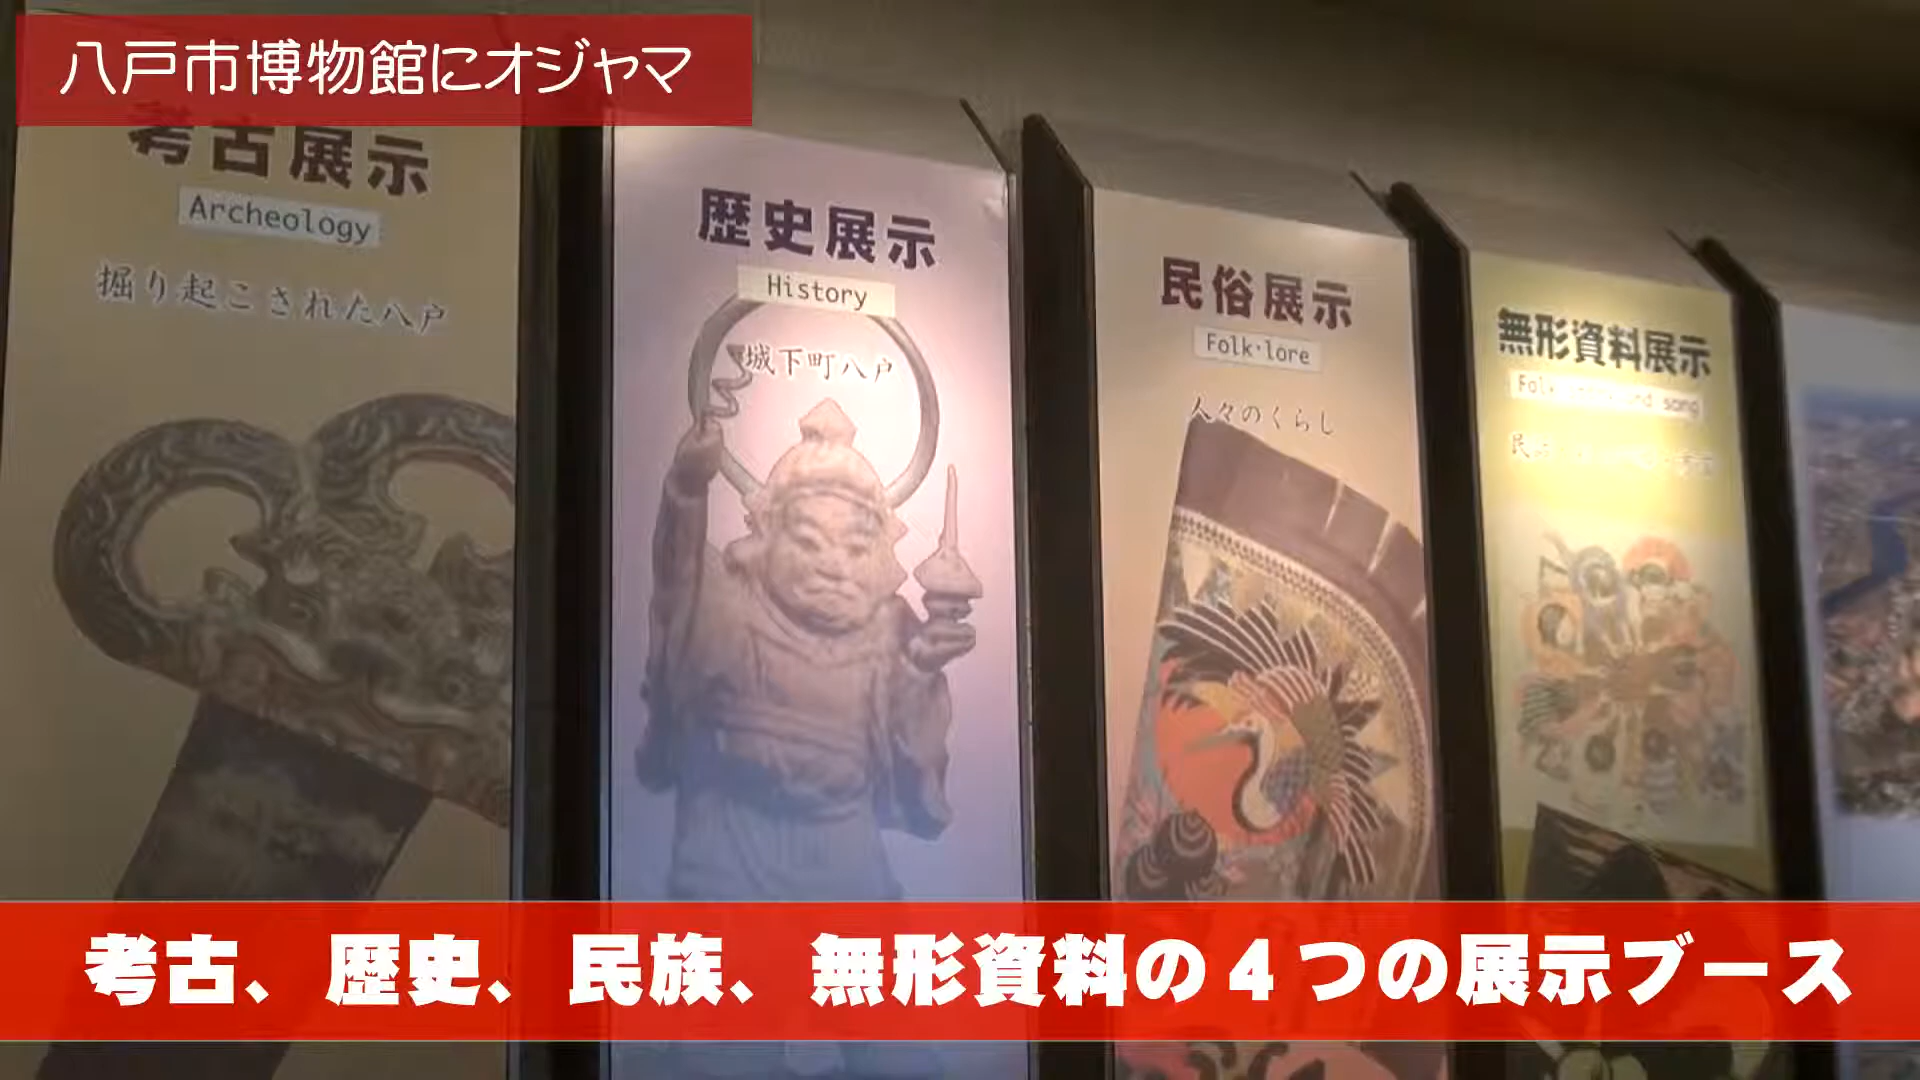 八戸市博物館にオジャマ
考古展示
Archeology
掘り起こされた八戸
歴史展示
History
城下町八戸
民俗展示
Folk·lore
人々のくらし
無形資料展示
song
考古、歴史、民族、無形資料の4つの展示ブース